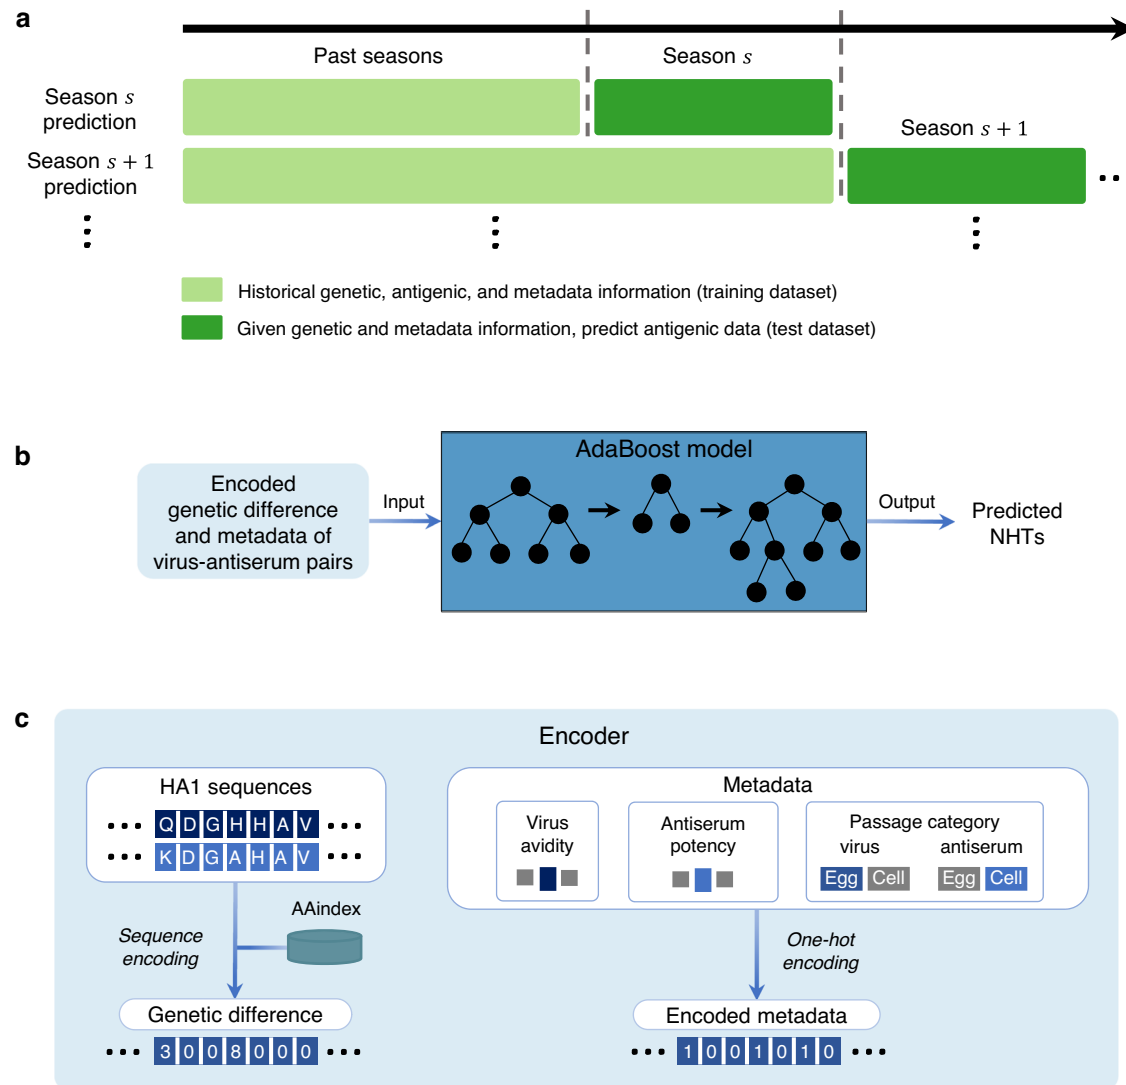 a
Past seasons
Season s
Season s
prediction
Season s + 1
Season s + 1
prediction
Historical genetic, antigenic, and metadata information (training dataset)
Given genetic and metadata information, predict antigenic data (test dataset)
b
AdaBoost model
Encoded
genetic difference
and metadata of
virus-antiserum pairs
Input
Output
Predicted
NHTs
c
Encoder
HA1 sequences
••• Q D G H H A V •••
••• K D G A H A V •••
AAindex
Sequence
encoding
Genetic difference
••• 3 0 0 8 0 0 0 •••
Metadata
Virus
avidity
Antiserum
potency
Passage category
virus antiserum
Egg Cell Egg Cell
One-hot
encoding
Encoded metadata
••• 1 0 0 1 0 1 0 •••